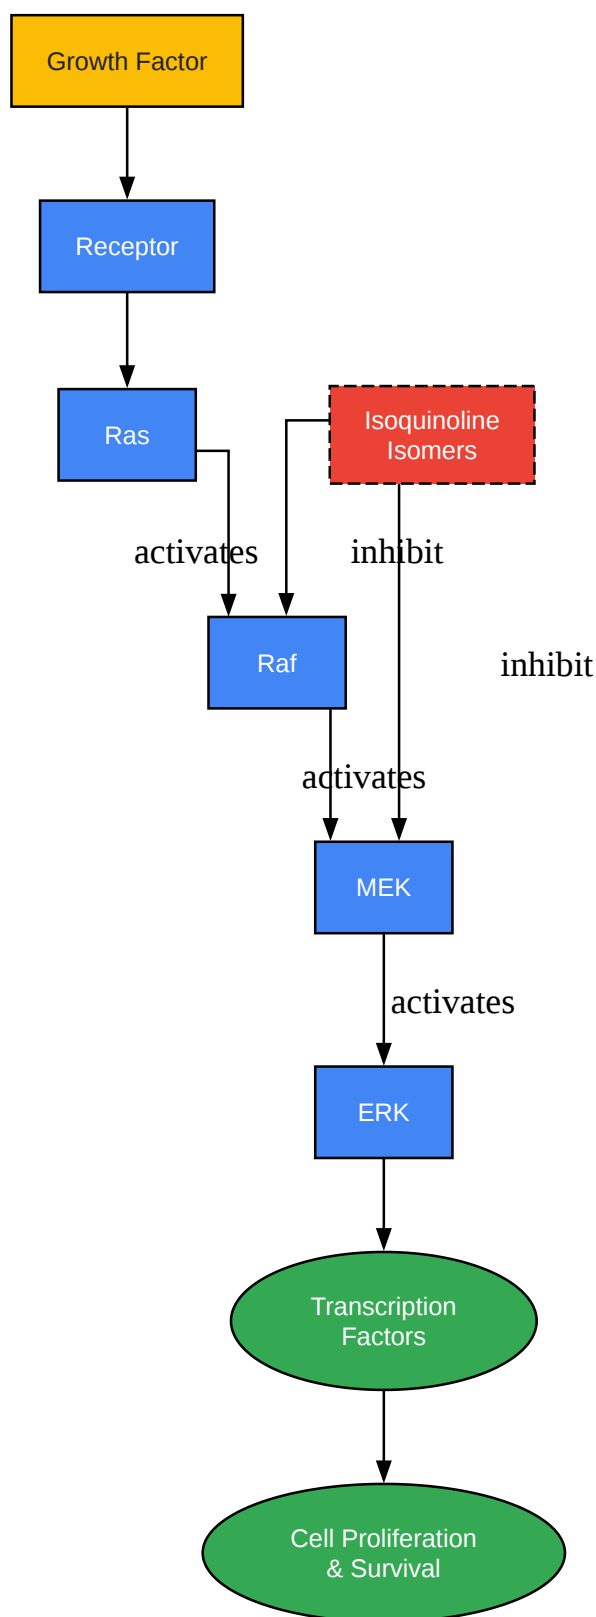 Growth Factor
Receptor
Ras
Isoquinoline
Isomers
activates
inhibit
Raf
inhibit
activates
MEK
activates
ERK
Transcription
Factors
Cell Proliferation
& Survival